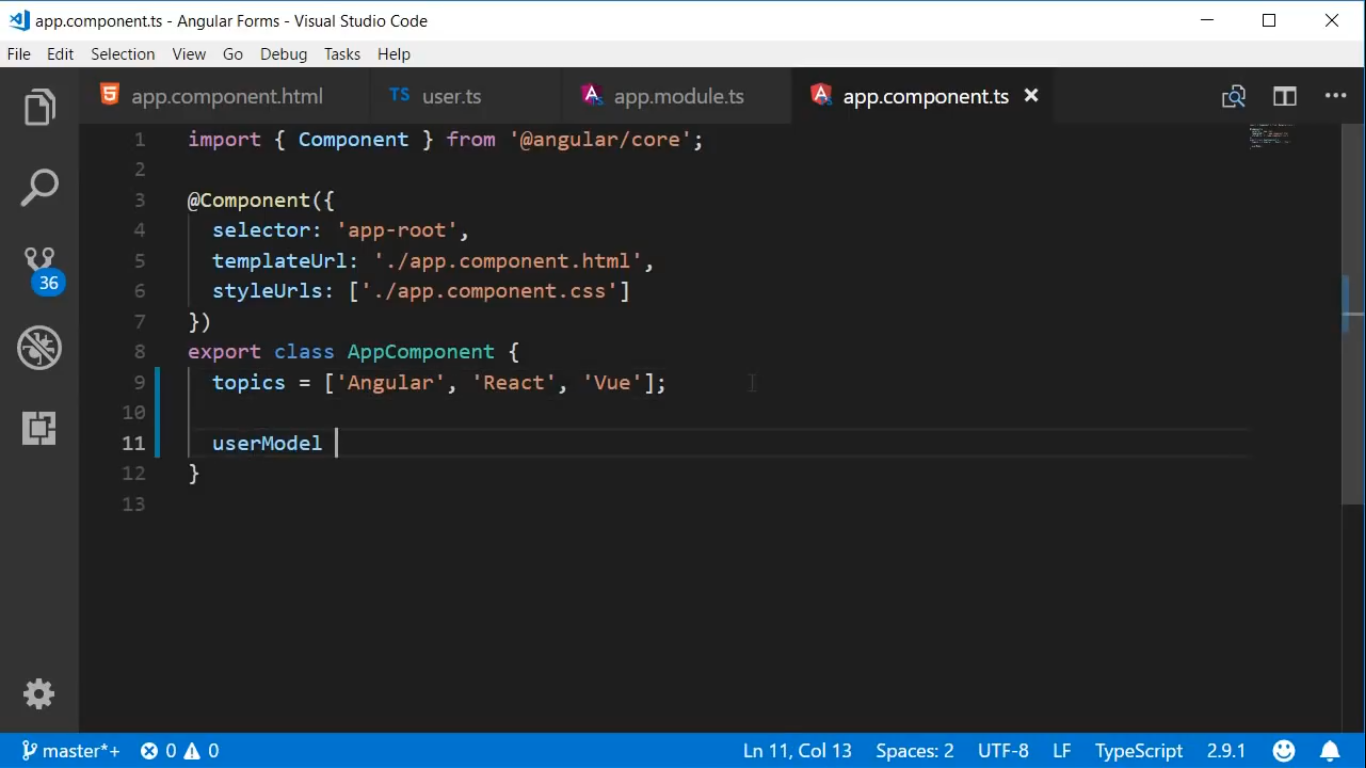 app.component.ts - Angular Forms - Visual Studio Code
File Edit Selection View Go Debug Tasks Help
app.component.html TS user.ts app.module.ts app.component.ts
1 import { Component } from '@angular/core';
2
3 @Component({
4   selector: 'app-root',
5   templateUrl: './app.component.html',
6   styleUrls: ['./app.component.css']
7 })
8 export class AppComponent {
9   topics = ['Angular', 'React', 'Vue'];
10
11   userModel
12 }
13
36
master*+ 0 0 Ln 11, Col 13 Spaces: 2 UTF-8 LF TypeScript 2.9.1